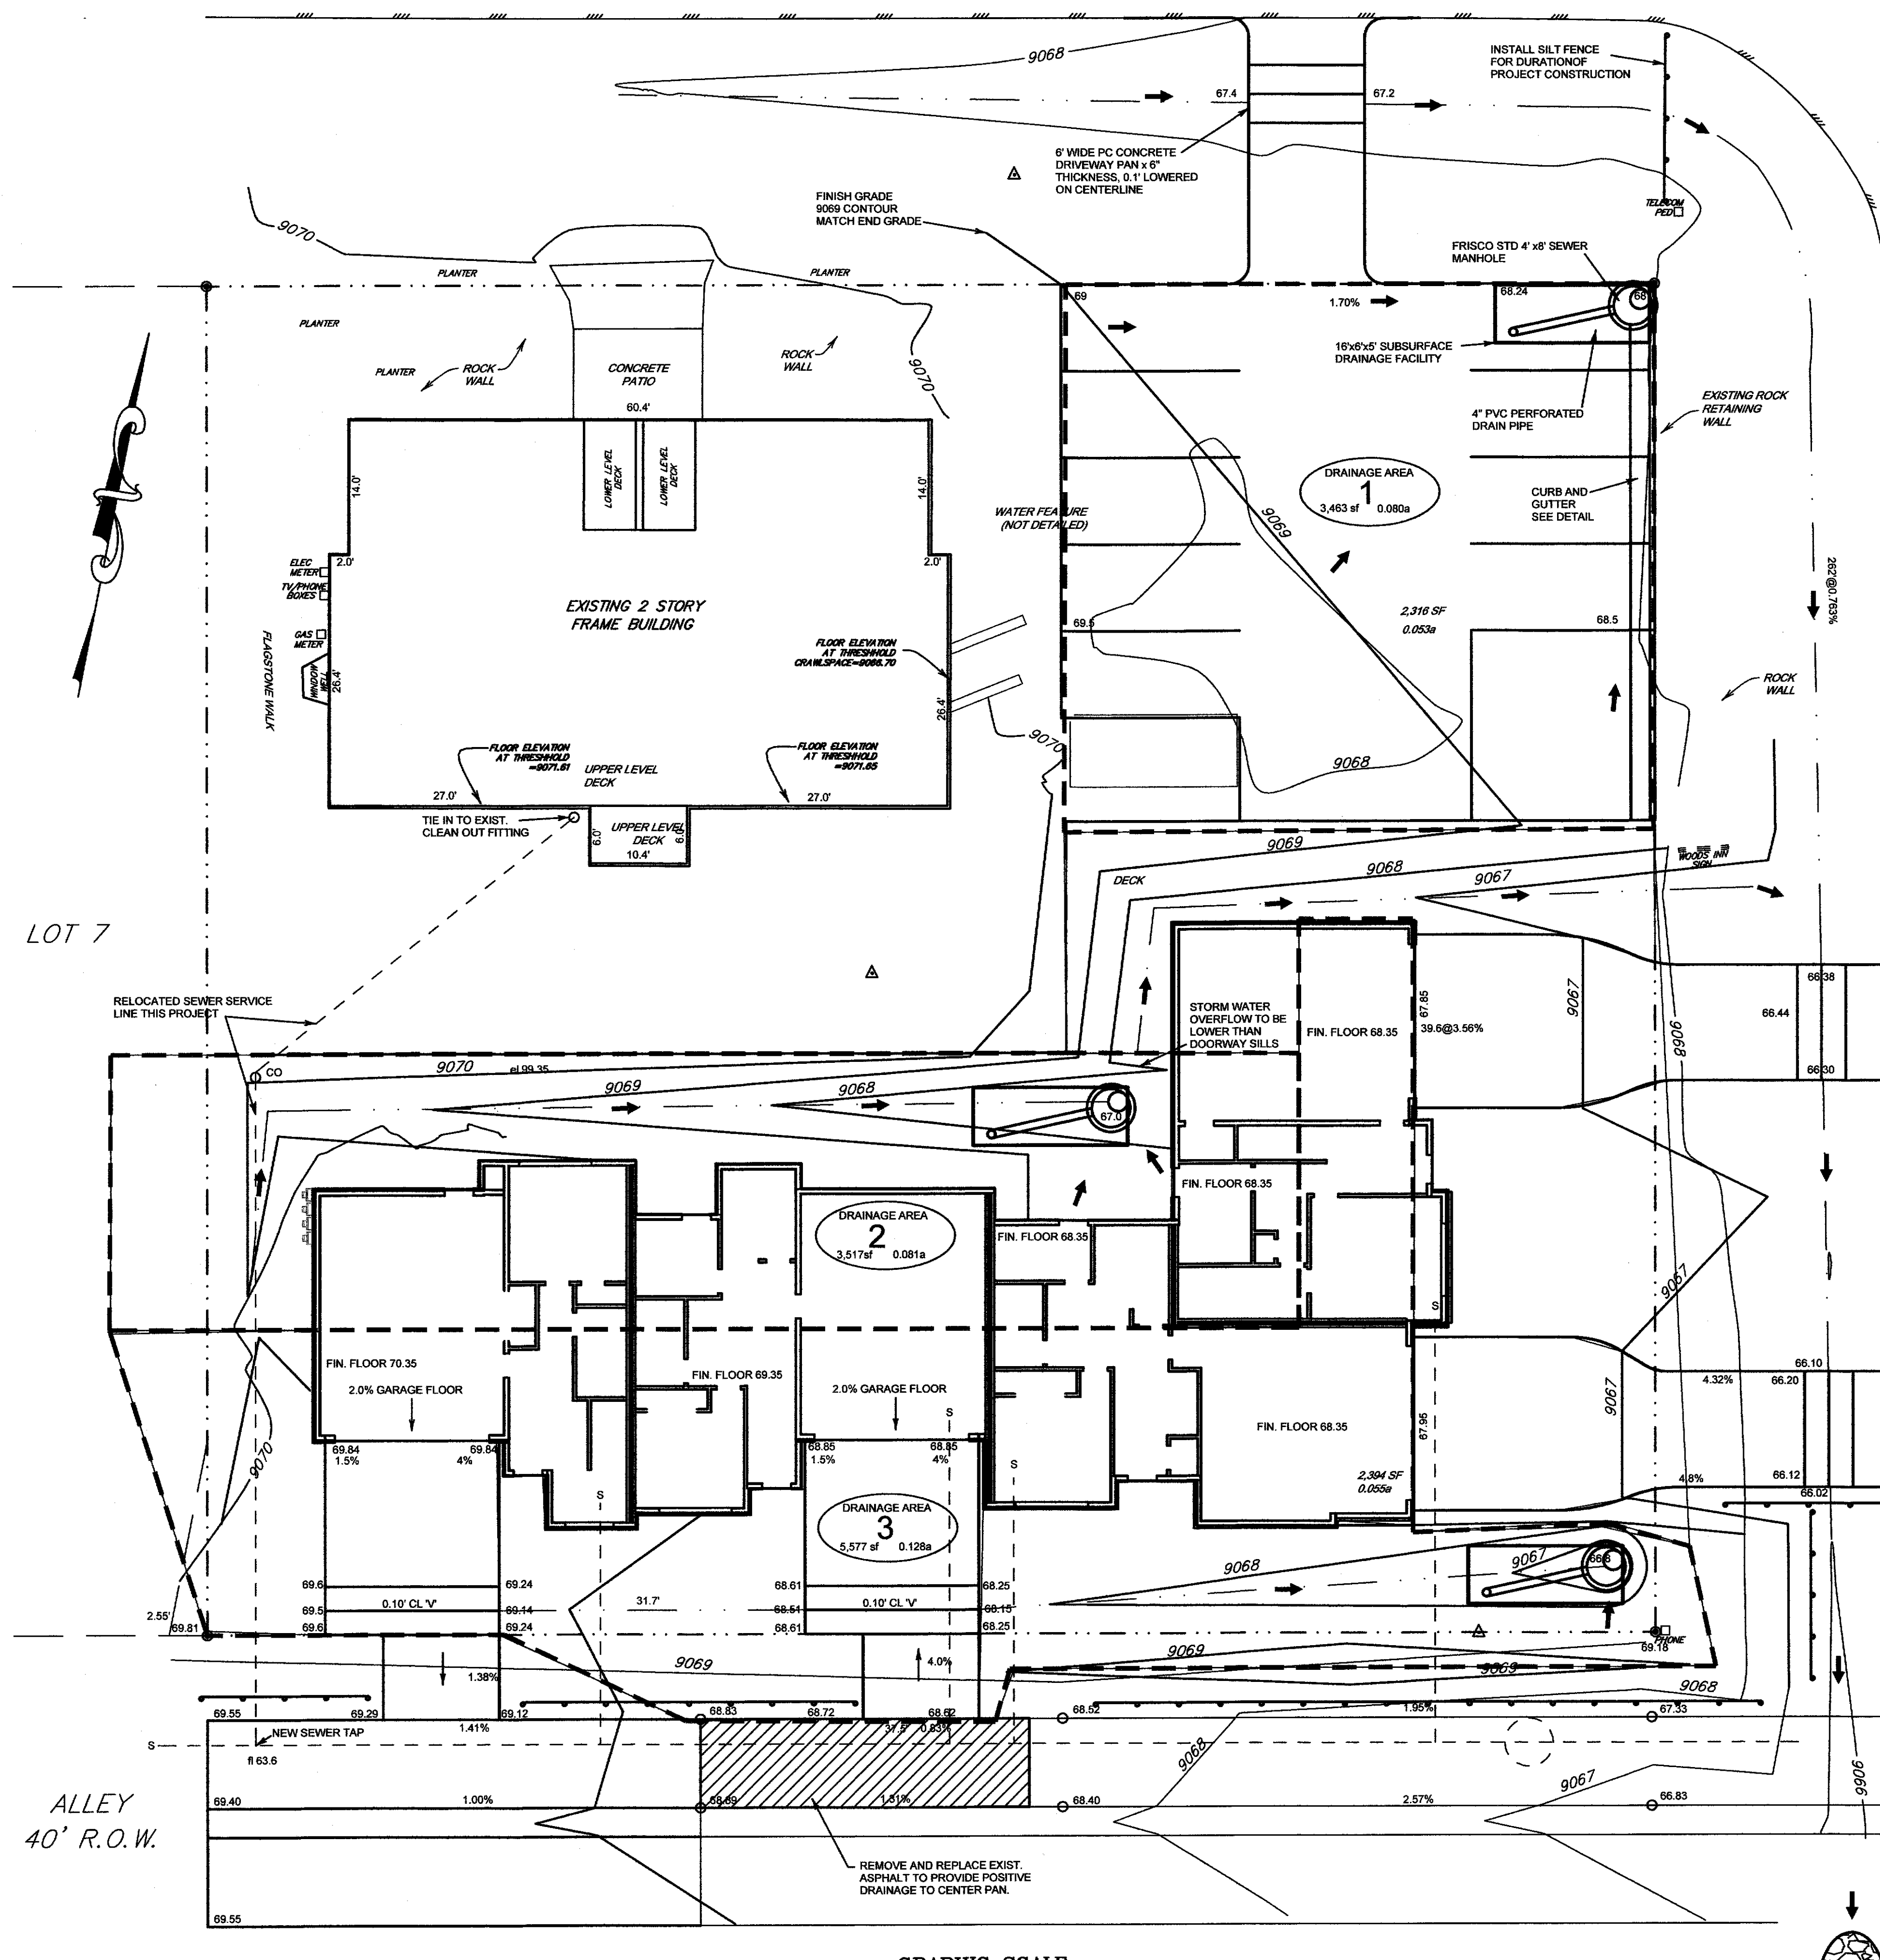 9068
INSTALL SILT FENCE
FOR DURATIONOF
PROJECT CONSTRUCTION
67.4
67.2
6' WIDE PC CONCRETE
DRIVEWAY PAN x 6"
THICKNESS, 0.1' LOWERED
ON CENTERLINE
FINISH GRADE
9069 CONTOUR
MATCH END GRADE
TELECOM
PED
9070
FRISCO STD 4' x8' SEWER
MANHOLE
PLANTER
PLANTER
69
1.70%
68.24
68
PLANTER
16'x6'x5' SUBSURFACE
DRAINAGE FACILITY
ROCK
WALL
ROCK
WALL
PLANTER
CONCRETE
PATIO
9070
60.4'
EXISTING ROCK
RETAINING
WALL
4" PVC PERFORATED
DRAIN PIPE
LOWER LEVEL
DECK
LOWER LEVEL
DECK
14.0'
14.0'
DRAINAGE AREA
1
3,463 sf 0.080a
CURB AND
GUTTER
SEE DETAIL
WATER FEATURE
(NOT DETAILED)
9069
ELEC
METER
2.0'
2.0'
TV/PHONE
BOXES
262'@0.763%
EXISTING 2 STORY
FRAME BUILDING
2,316 SF
0.053a
69.5
68.5
GAS
METER
FLOOR ELEVATION
AT THRESHHOLD
CRAWLSPACE=9066.70
FLAGSTONE WALK
WINDOW
WELL
26.4'
26.4'
ROCK
WALL
9070
9068
FLOOR ELEVATION
AT THRESHHOLD
=9071.61
FLOOR ELEVATION
AT THRESHHOLD
=9071.65
UPPER LEVEL
DECK
27.0'
27.0'
TIE IN TO EXIST.
CLEAN OUT FITTING
6.0'
UPPER LEVEL
DECK
6.0'
10.4'
9069
WOODS INN
SIGN
DECK
9068
9067
LOT 7
66.38
RELOCATED SEWER SERVICE
LINE THIS PROJECT
STORM WATER
OVERFLOW TO BE
LOWER THAN
DOORWAY SILLS
FIN. FLOOR 68.35
67.85
39.6@3.56%
9067
9068
66.44
66.30
CO
9070
el 99.35
9069
9068
67.0
FIN. FLOOR 68.35
DRAINAGE AREA
2
3,517sf 0.081a
FIN. FLOOR 68.35
9067
S
FIN. FLOOR 70.35
FIN. FLOOR 69.35
66.10
2.0% GARAGE FLOOR
2.0% GARAGE FLOOR
4.32%
66.20
9067
S
FIN. FLOOR 68.35
67.95
69.84
69.84
68.85
68.85
1.5%
4%
1.5%
4%
9070
S
S
2,394 SF
0.055a
4.8%
66.12
66.02
DRAINAGE AREA
3
5,577 sf 0.128a
9068
9067
66.8
69.6
69.24
68.61
68.25
0.10' CL 'V'
31.7'
0.10' CL 'V'
69.5
69.14
68.51
68.15
2.55'
69.81
69.6
69.24
68.61
68.25
PHONE
69.18
9069
1.38%
4.0%
9069
9069
9068
69.55
69.29
69.12
68.83
68.72
68.62
68.52
1.95%
67.33
1.41%
37.5' 0.83%
S
NEW SEWER TAP
fl 63.6
9068
9067
9066
ALLEY
40' R.O.W.
69.40
1.00%
68.69
1.31%
68.40
2.57%
66.83
REMOVE AND REPLACE EXIST.
ASPHALT TO PROVIDE POSITIVE
DRAINAGE TO CENTER PAN.
69.55
GRAPHIC SCALE